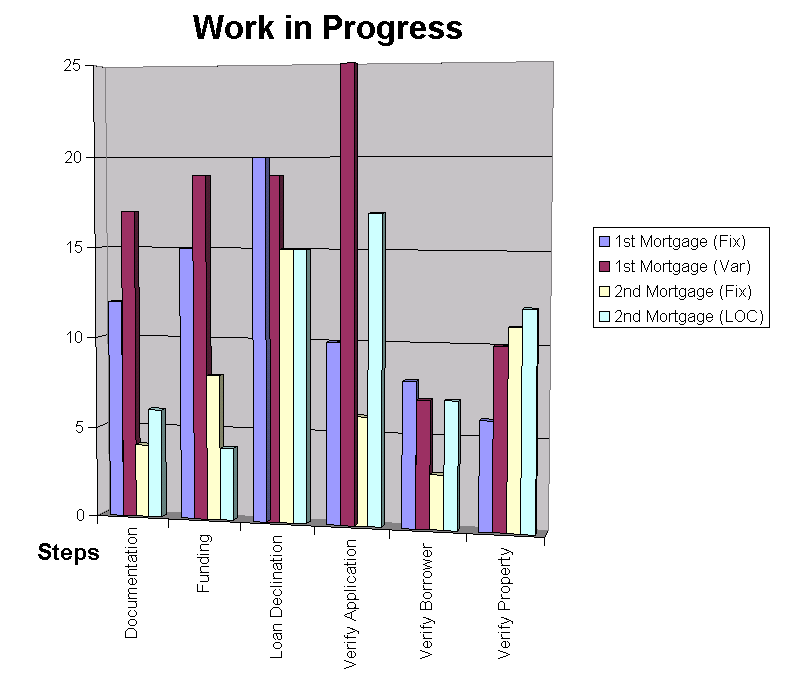 Work in Progress
25
20
15
10
5
0
Steps
Documentation
Funding
Loan Declination
Verify Application
Verify Borrower
Verify Property
1st Mortgage (Fix)
1st Mortgage (Var)
2nd Mortgage (Fix)
2nd Mortgage (LOC)